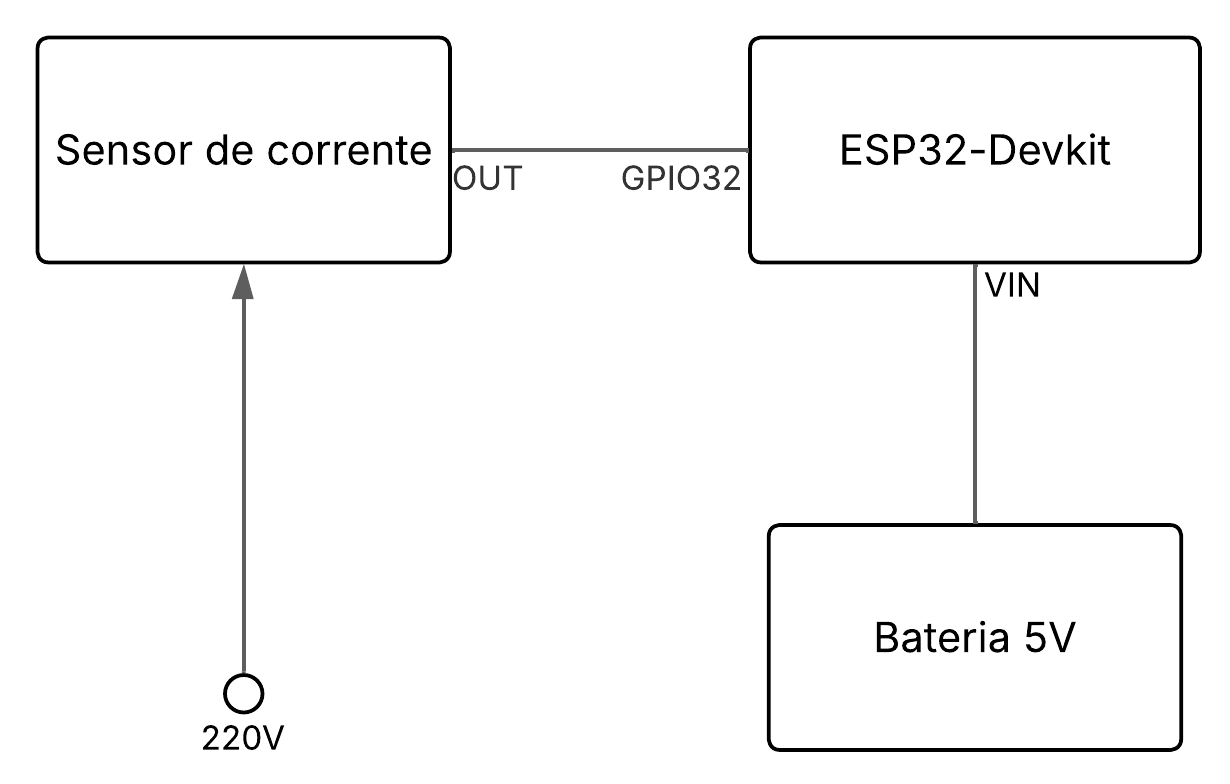 Sensor de corrente
ESP32-Devkit
OUT
GPIO32
VIN
Bateria 5V
220V